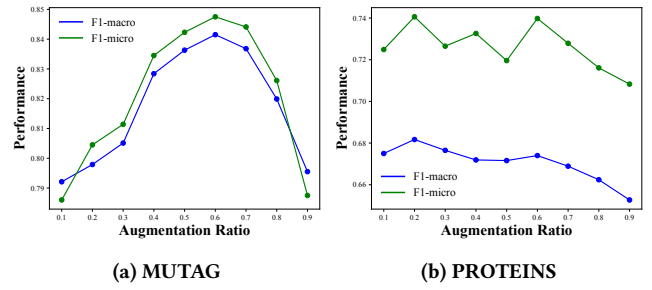 0.85
0.84
0.83
0.82
0.81
0.80
0.79
Performance
F1-macro
F1-micro
0.1 0.2 0.3 0.4 0.5 0.6 0.7 0.8 0.9
Augmentation Ratio
(a) MUTAG
0.74
0.72
0.70
0.68
0.66
Performance
F1-macro
F1-micro
0.1 0.2 0.3 0.4 0.5 0.6 0.7 0.8 0.9
Augmentation Ratio
(b) PROTEINS